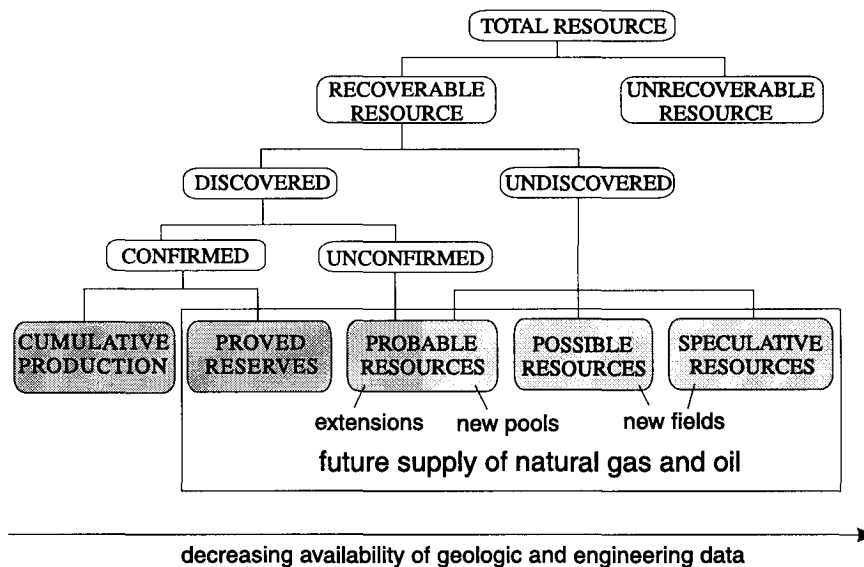 TOTAL RESOURCE
RECOVERABLE
RESOURCE
UNRECOVERABLE
RESOURCE
DISCOVERED
UNDISCOVERED
CONFIRMED
UNCONFIRMED
CUMULATIVE
PRODUCTION
PROVED
RESERVES
PROBABLE
RESOURCES
POSSIBLE
RESOURCES
SPECULATIVE
RESOURCES
extensions
new pools
new fields
future supply of natural gas and oil
decreasing availability of geologic and engineering data